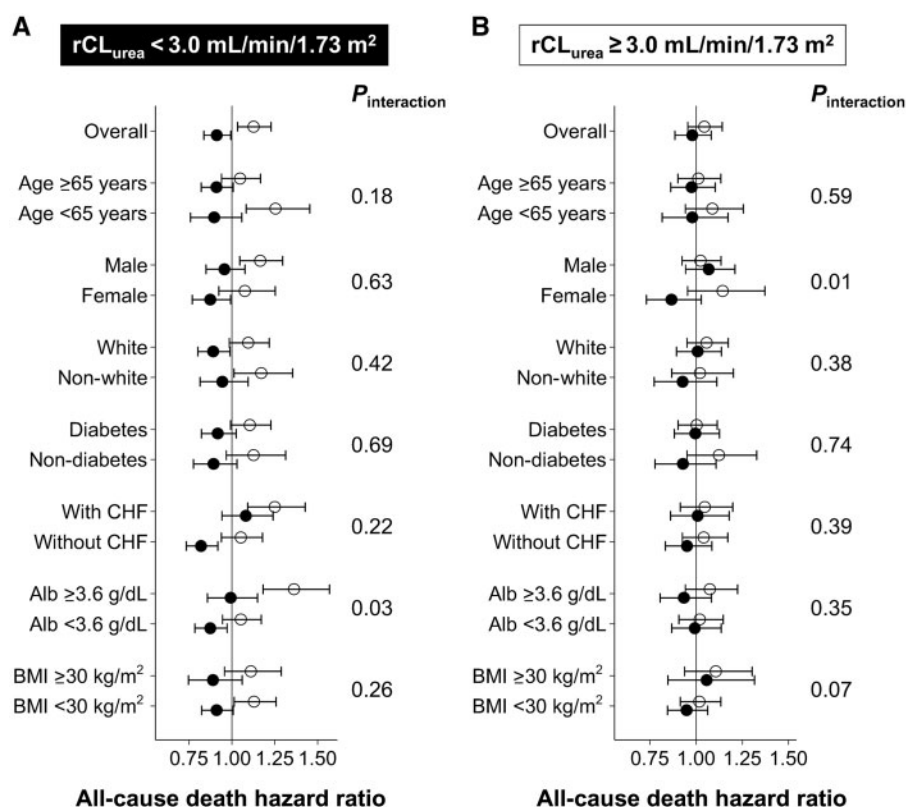 A
rCLurea < 3.0 mL/min/1.73 m²
Pinteraction
Overall
Age ≥65 years
Age <65 years
0.18
Male
Female
0.63
White
Non-white
0.42
Diabetes
Non-diabetes
0.69
With CHF
Without CHF
0.22
Alb ≥3.6 g/dL
Alb <3.6 g/dL
0.03
BMI ≥30 kg/m²
BMI <30 kg/m²
0.26
0.75 1.00 1.25 1.50
All-cause death hazard ratio
B
rCLurea ≥ 3.0 mL/min/1.73 m²
Pinteraction
Overall
Age ≥65 years
Age <65 years
0.59
Male
Female
0.01
White
Non-white
0.38
Diabetes
Non-diabetes
0.74
With CHF
Without CHF
0.39
Alb ≥3.6 g/dL
Alb <3.6 g/dL
0.35
BMI ≥30 kg/m²
BMI <30 kg/m²
0.07
0.75 1.00 1.25 1.50
All-cause death hazard ratio